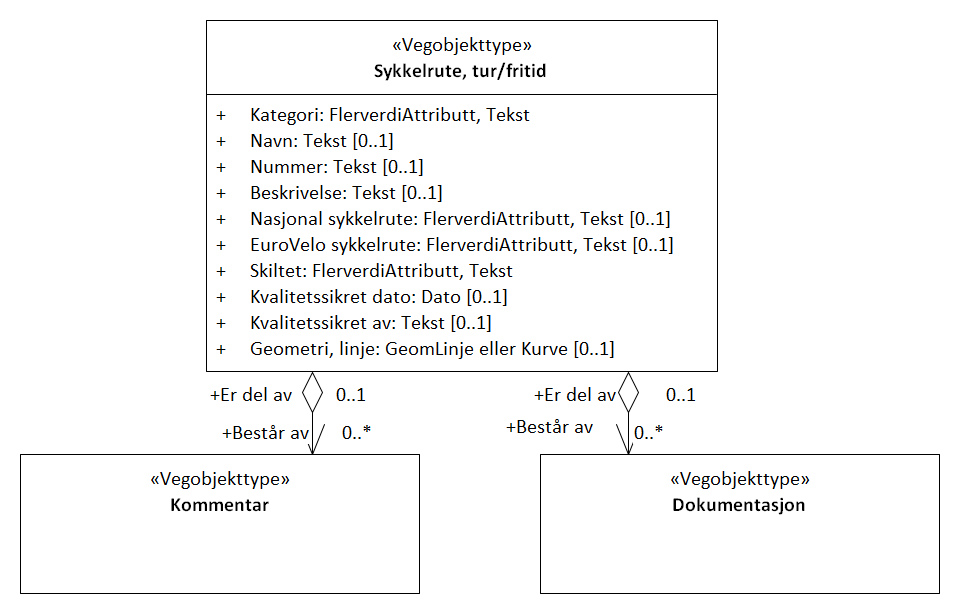 «Vegobjekttype»
Sykkelrute, tur/fritid
+ Kategori: FlerverdiAttributt, Tekst
+ Navn: Tekst [0..1]
+ Nummer: Tekst [0..1]
+ Beskrivelse: Tekst [0..1]
+ Nasjonal sykkelrute: FlerverdiAttributt, Tekst [0..1]
+ EuroVelo sykkelrute: FlerverdiAttributt, Tekst [0..1]
+ Skiltet: FlerverdiAttributt, Tekst
+ Kvalitetssikret dato: Dato [0..1]
+ Kvalitetssikret av: Tekst [0..1]
+ Geometri, linje: GeomLinje eller Kurve [0..1]
+Er del av 0..1
+Består av 0..*
+Er del av 0..1
+Består av 0..*
«Vegobjekttype»
Kommentar
«Vegobjekttype»
Dokumentasjon